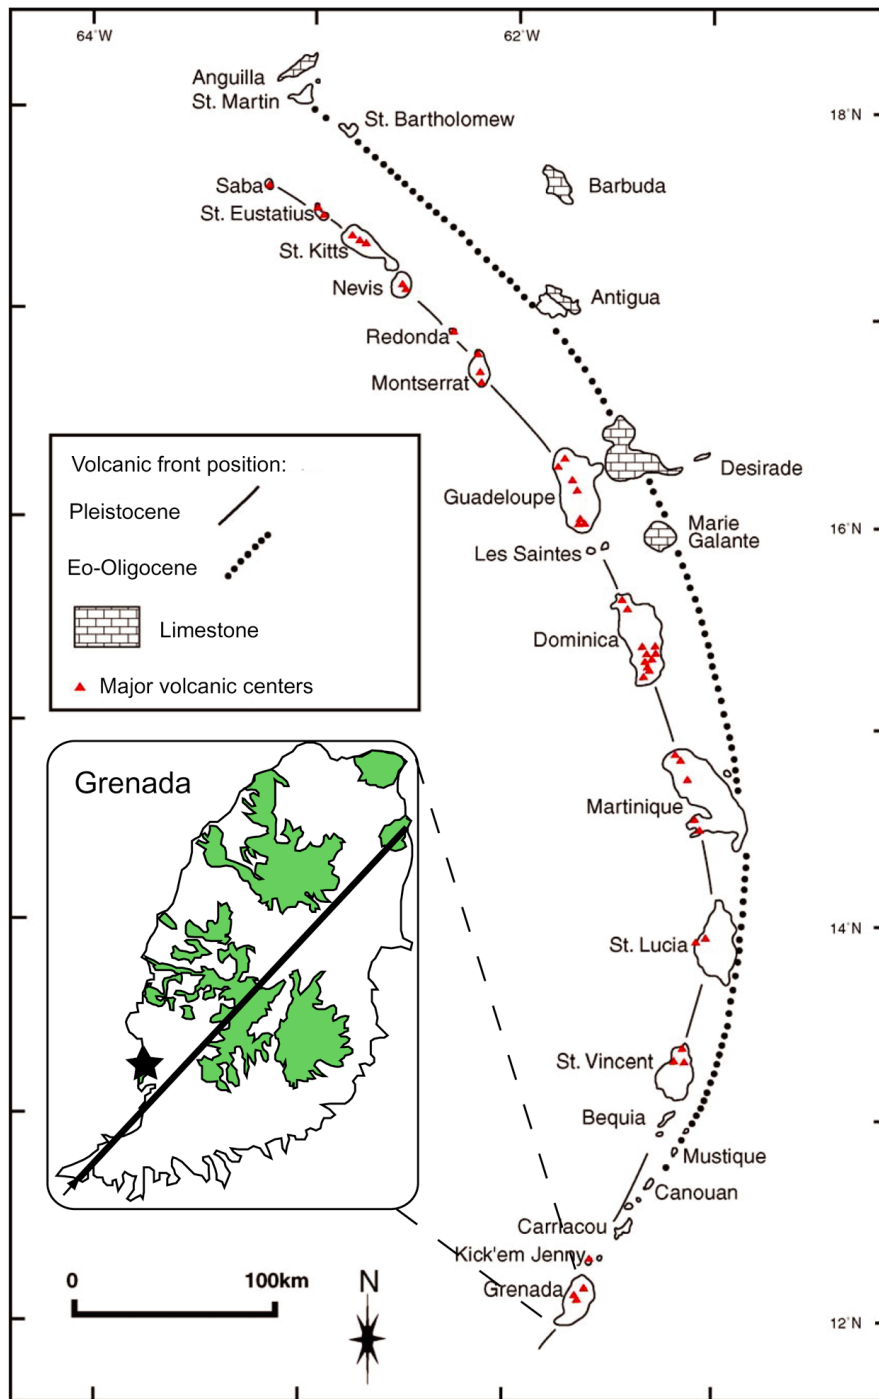 64°W
62°W
Anguilla
St. Martin
18°N
St. Bartholomew
Saba
Barbuda
St. Eustatius
St. Kitts
Nevis
Antigua
Redonda
Montserrat
Volcanic front position:
Pleistocene
Eo-Oligocene
Limestone
Major volcanic centers
Desirade
Guadeloupe
Marie
Galante
16°N
Les Saintes
Dominica
Grenada
Martinique
St. Lucia
14°N
St. Vincent
Bequia
Mustique
Canouan
Carriacou
Kick'em Jenny
Grenada
0
100km
N
12°N